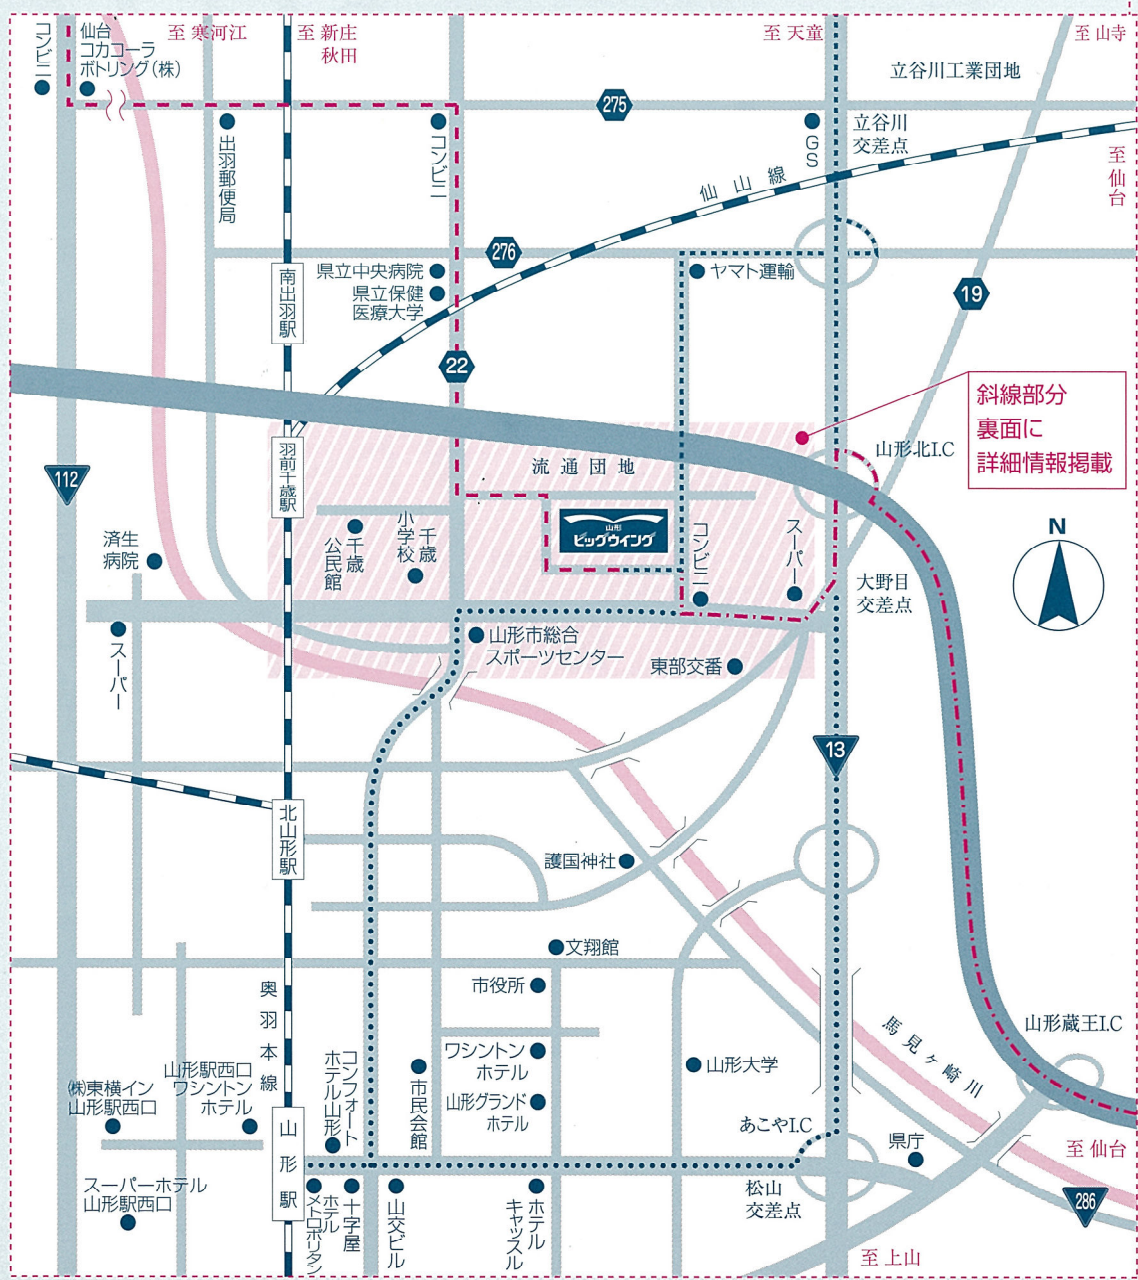 コンビニ
仙台
コカコーラ
ボトリング(株)
至 寒河江
至 新庄
秋田
至 天童
至 山寺
立谷川工業団地
275
出羽郵便局
コンビニ
GS
立谷川
交差点
至 仙台
仙山線
276
県立中央病院
県立保健
医療大学
ヤマト運輸
19
南出羽駅
22
斜線部分
裏面に
詳細情報掲載
山形北I.C
羽前千歳駅
流通団地
112
山形
ビッグウイング
済生
病院
千歳
公民館
千歳
小学校
コンビニ
スーパー
大野目
交差点
N
スーパー
山形市総合
スポーツセンター
東部交番
13
北山形駅
護国神社
文翔館
市役所
奥羽本線
馬見ヶ崎川
山形蔵王I.C
山形駅西口
ワシントン
ホテル
(株)東横イン
山形駅西口
コンフォート
ホテル山形
市民会館
ワシントン
ホテル
山形グランド
ホテル
山形大学
あこやI.C
県庁
至 仙台
山形駅
スーパーホテル
山形駅西口
ホテル
メトロポリタン
十字屋
山交ビル
ホテル
キャッスル
松山
交差点
286
至 上山